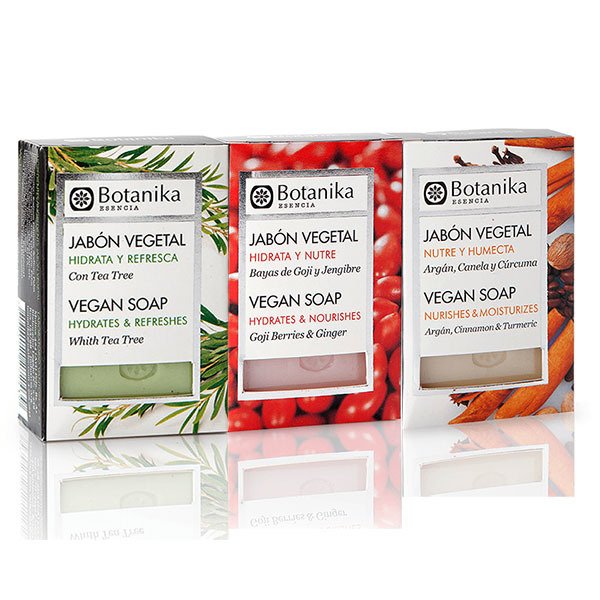 Botanika
ESENCIA
JABÓN VEGETAL
HIDRATA Y REFRESCA
Con Tea Tree
VEGAN SOAP
HYDRATES & REFRESHES
Whith Tea Tree
Botanika
ESENCIA
JABÓN VEGETAL
HIDRATA Y NUTRE
Bayas de Goji y Jengibre
VEGAN SOAP
HYDRATES & NOURISHES
Goji Berries & Ginger
Botanika
ESENCIA
JABÓN VEGETAL
NUTRE Y HUMECTA
Argán, Canela y Cúrcuma
VEGAN SOAP
NURISHES & MOISTURIZES
Argán, Cinnamon & Turmeric